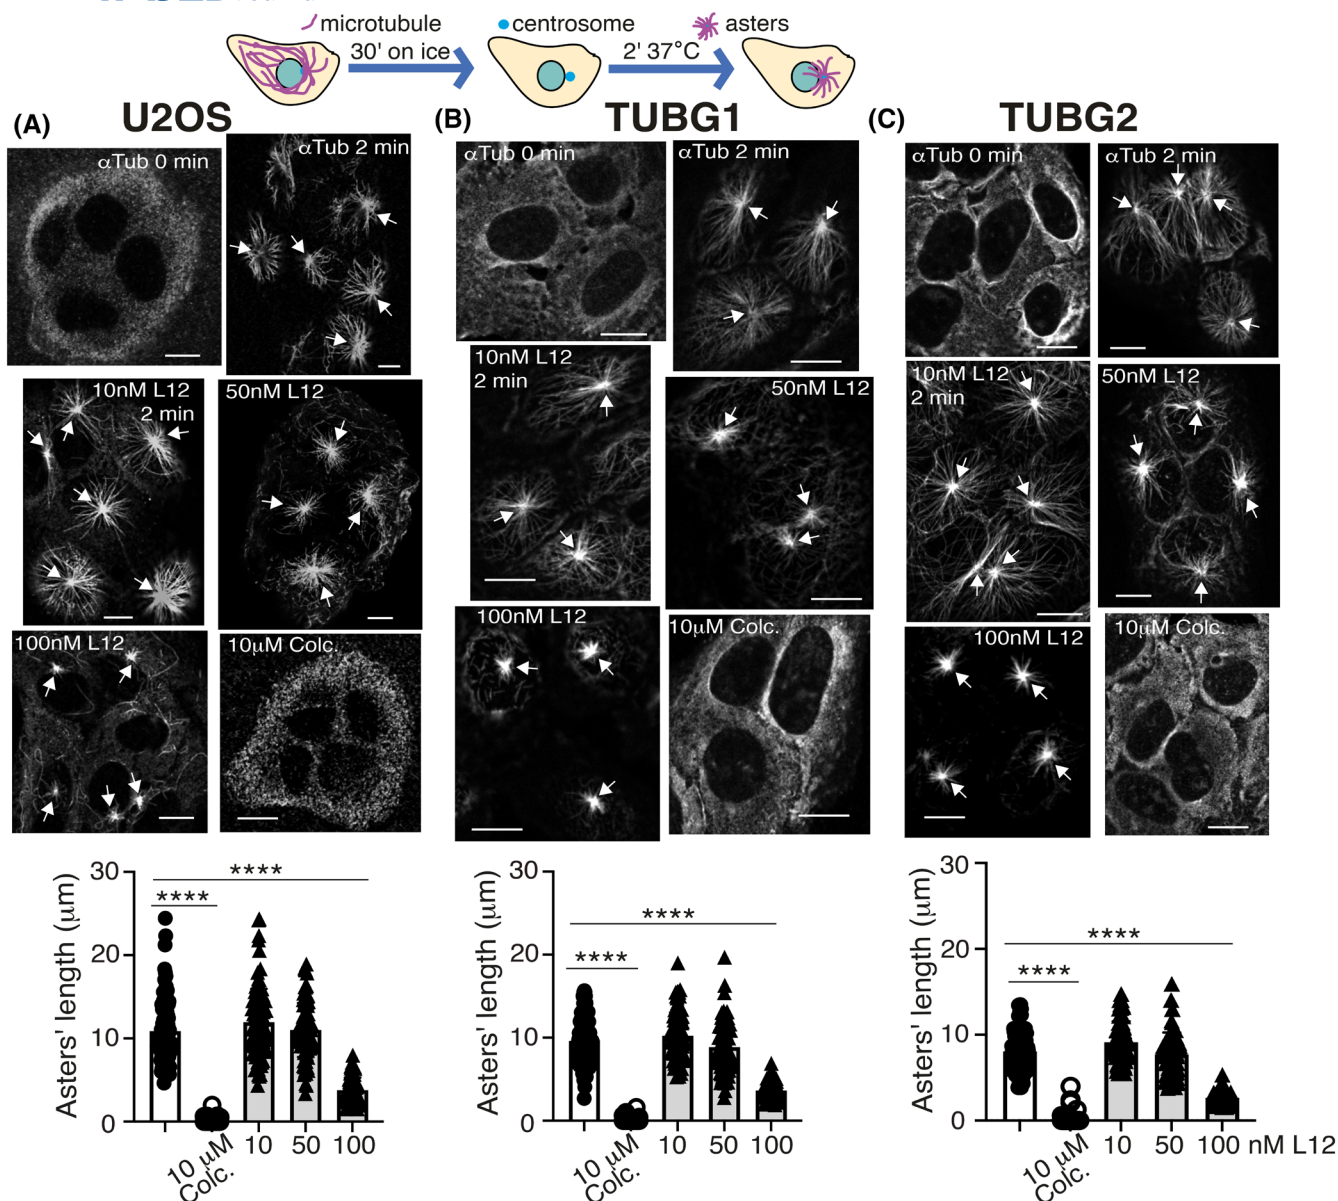 microtubule
centrosome
asters
30' on ice
2' 37°C
(A)
U2OS
(B)
TUBG1
(C)
TUBG2
αTub 0 min
αTub 2 min
10nM L12
2 min
50nM L12
100nM L12
10μM Colc.
αTub 0 min
αTub 2 min
10nM L12
2 min
50nM L12
100nM L12
10μM Colc.
αTub 0 min
αTub 2 min
10nM L12
2 min
50nM L12
100nM L12
10μM Colc.
Asters' length (μm)
30
20
10
0
****
****
10 μM
Colc.
10
50
100
Asters' length (μm)
30
20
10
0
****
****
10 μM
Colc.
10
50
100
Asters' length (μm)
30
20
10
0
****
****
10 μM
Colc.
10
50
100
nM L12